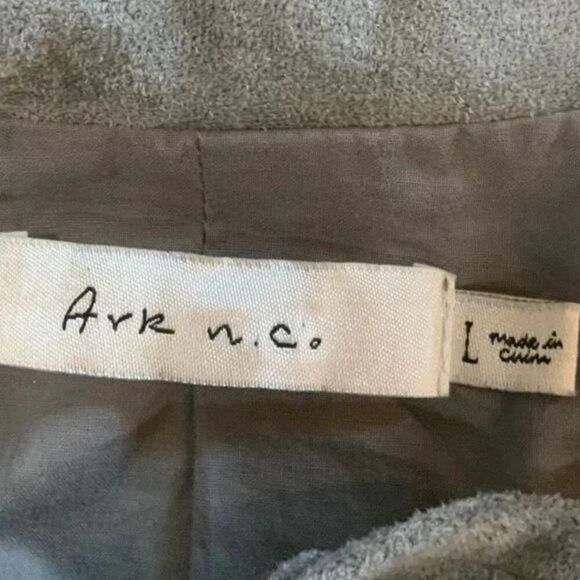 Ark n.c.
L
made in
China